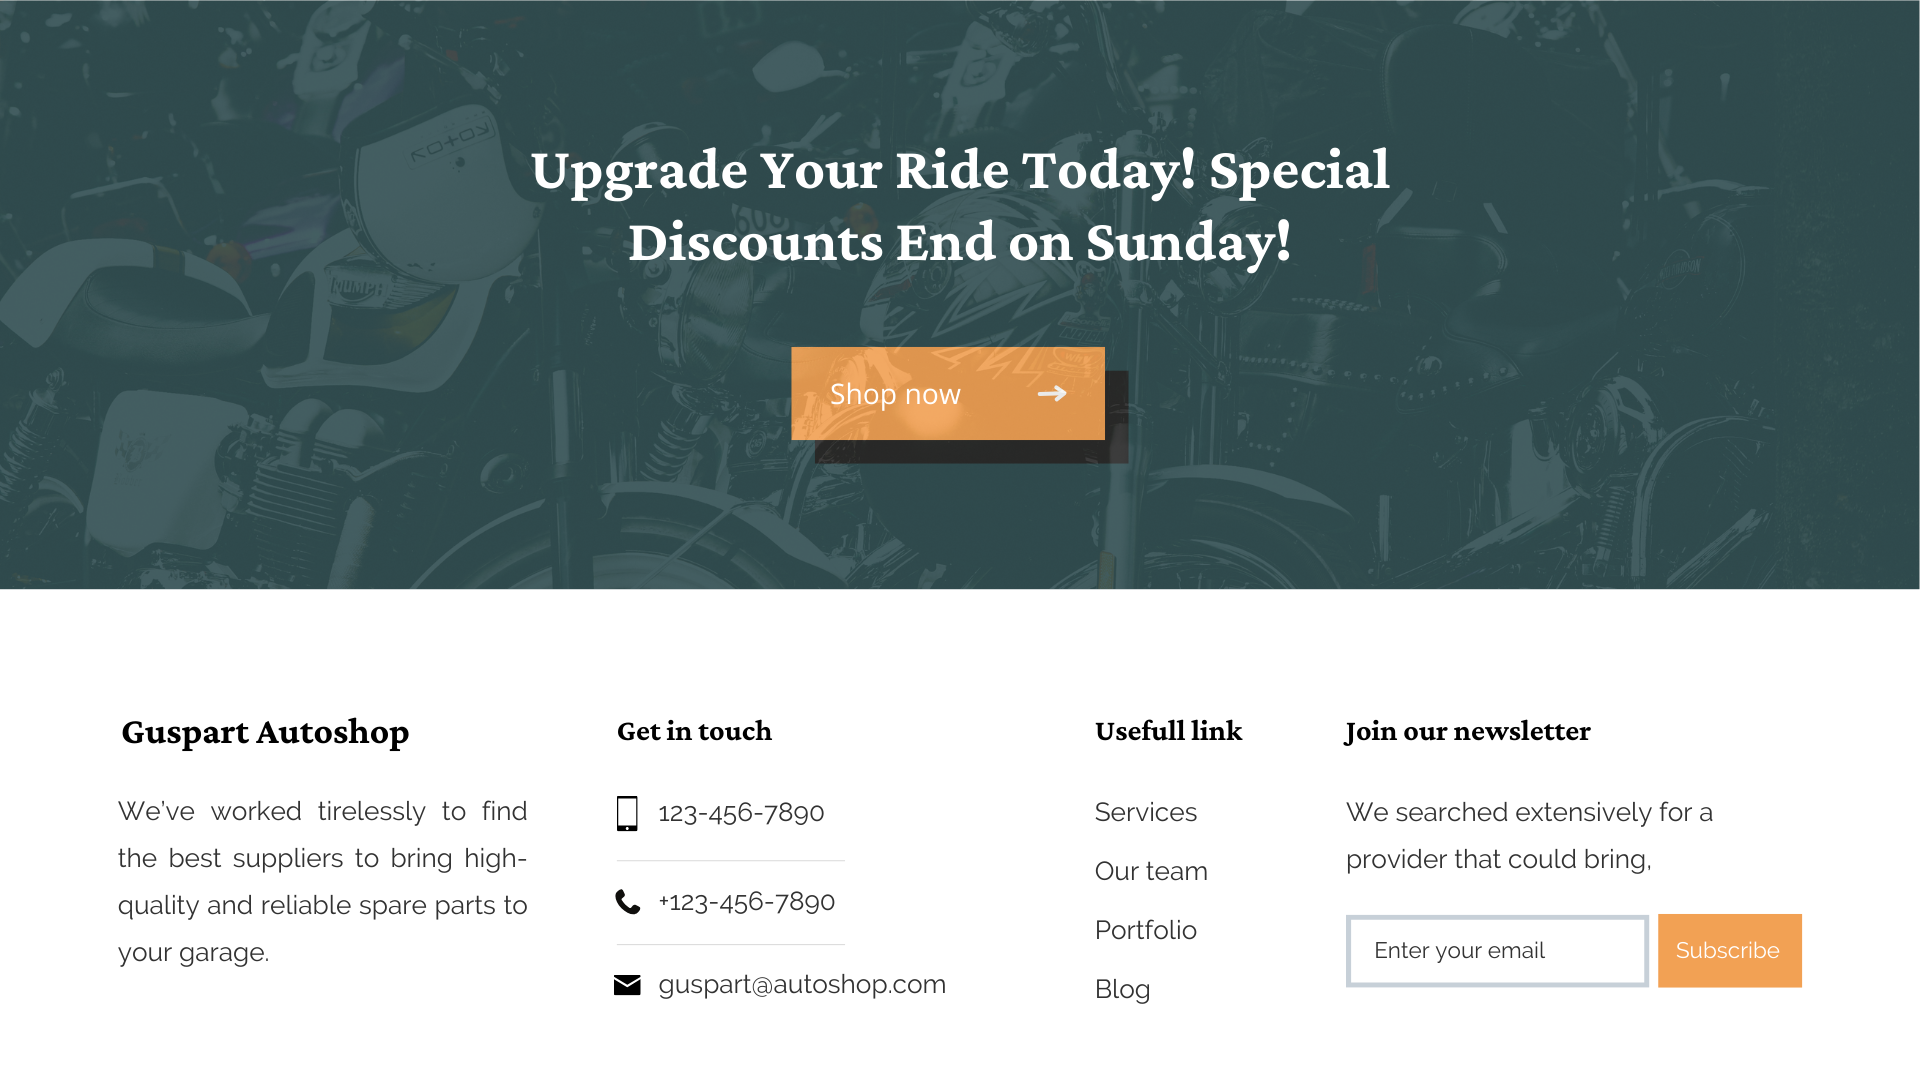 KOTOЯ
Upgrade Your Ride Today! Special
Discounts End on Sunday!
Shop now
Guspart Autoshop
We’ve worked tirelessly to find
the best suppliers to bring high-
quality and reliable spare parts to
your garage.
Get in touch
123-456-7890
+123-456-7890
guspart@autoshop.com
Usefull link
Services
Our team
Portfolio
Blog
Join our newsletter
We searched extensively for a
provider that could bring,
Enter your email
Subscribe